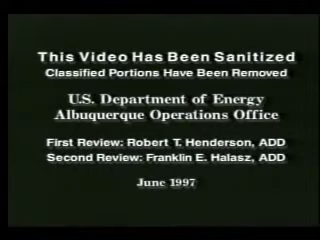 This Video Has Been Sanitized
Classified Portions Have Been Removed
U.S. Department of Energy
Albuquerque Operations Office
First Review: Robert T. Henderson, ADD
Second Review: Franklin E. Halasz, ADD
June 1997